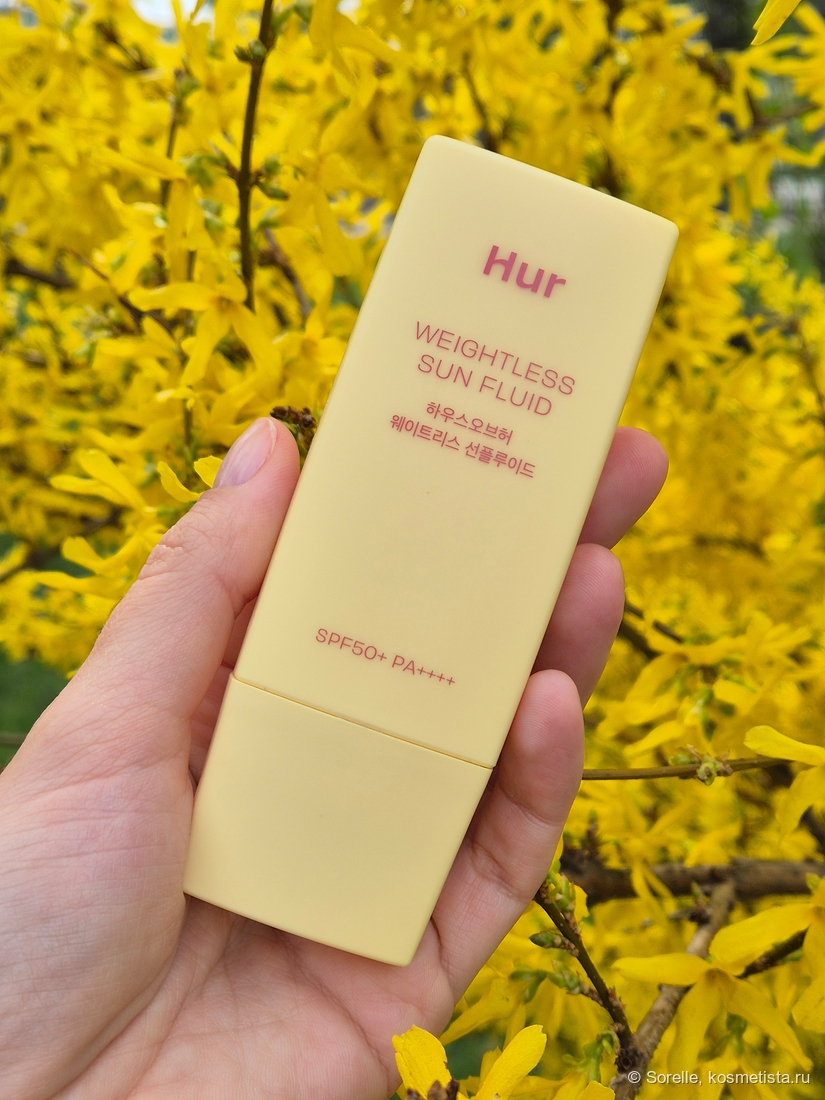 Hur
WEIGHTLESS
SUN FLUID
하우스오브허
웨이트리스 선플루이드
SPF50+ PA++++
© Sorelle, kosmetista.ru